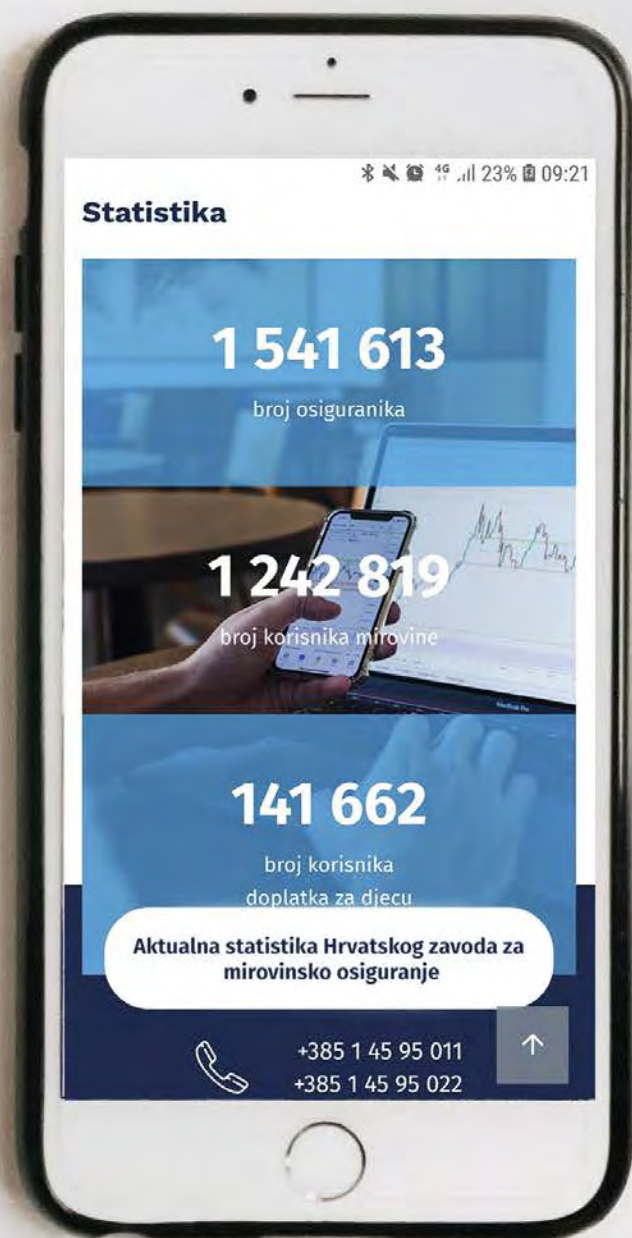 4G 23% 09:21
Statistika
1 541 613
broj osiguranika
1 242 819
broj korisnika mirovine
141 662
broj korisnika
doplatka za djecu
Aktualna statistika Hrvatskog zavoda za
mirovinsko osiguranje
+385 1 45 95 011
+385 1 45 95 022